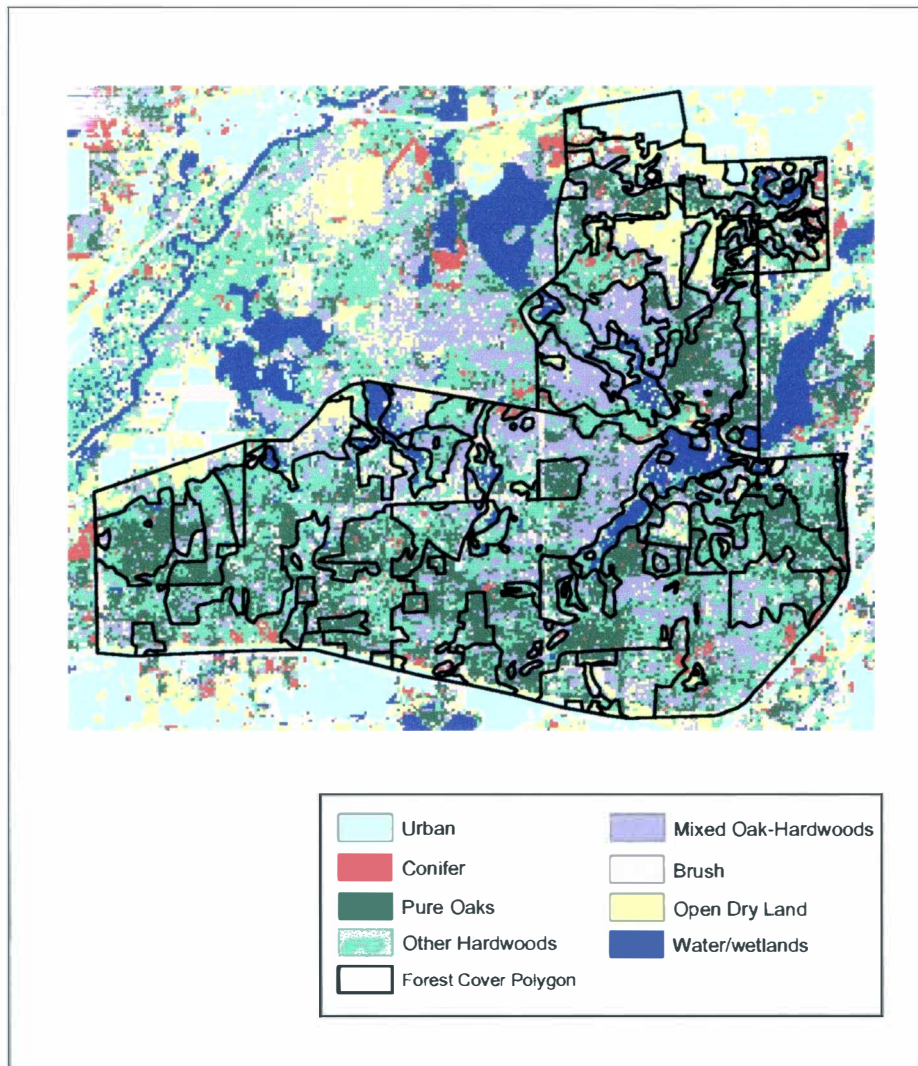 Urban
Conifer
Pure Oaks
Other Hardwoods
Forest Cover Polygon
Mixed Oak-Hardwoods
Brush
Open Dry Land
Water/wetlands